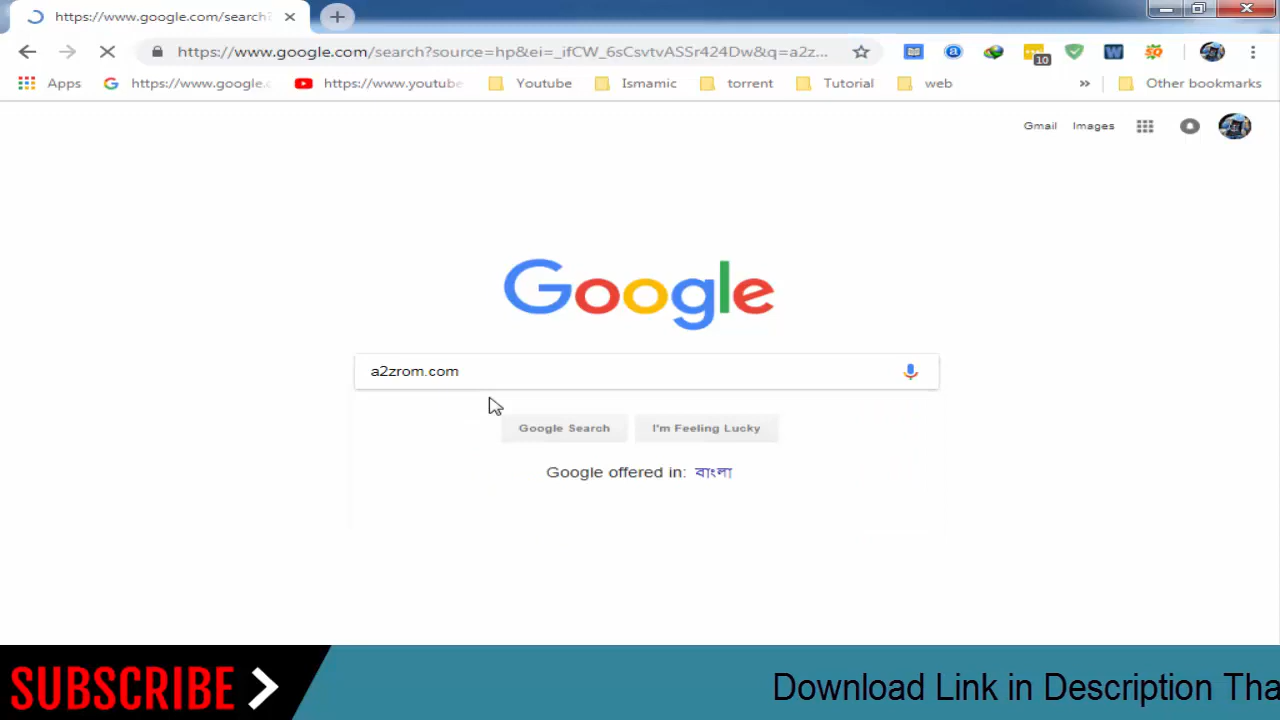 https://www.google.com/search?
https://www.google.com/search?source=hp&ei=_jfCW_6sCsvtvASSr424Dw&q=a2z...
10
Apps
https://www.google.c
https://www.youtube
Youtube
Ismamic
torrent
Tutorial
web
Other bookmarks
Gmail
Images
Google
a2zrom.com
Google Search
I'm Feeling Lucky
Google offered in: বাংলা
SUBSCRIBE
Download Link in Description Tha